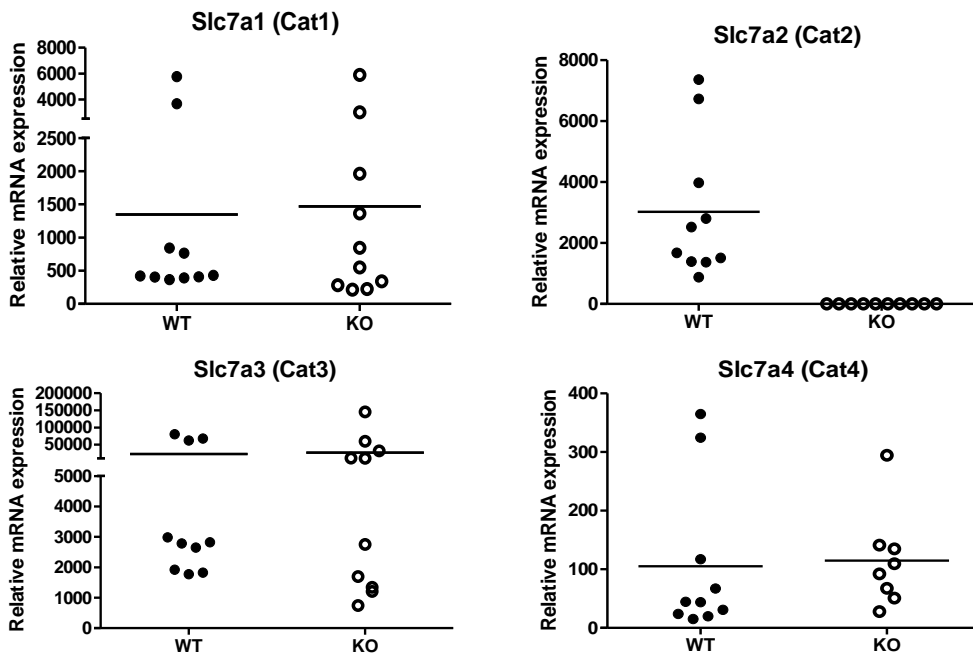 Slc7a1 (Cat1)
Relative mRNA expression
8000
6000
4000
2500
2000
1500
1000
500
0
WT
KO
Slc7a2 (Cat2)
Relative mRNA expression
8000
6000
4000
2000
0
WT
KO
Slc7a3 (Cat3)
Relative mRNA expression
200000
150000
100000
50000
5000
4000
3000
2000
1000
0
WT
KO
Slc7a4 (Cat4)
Relative mRNA expression
400
300
200
100
0
WT
KO